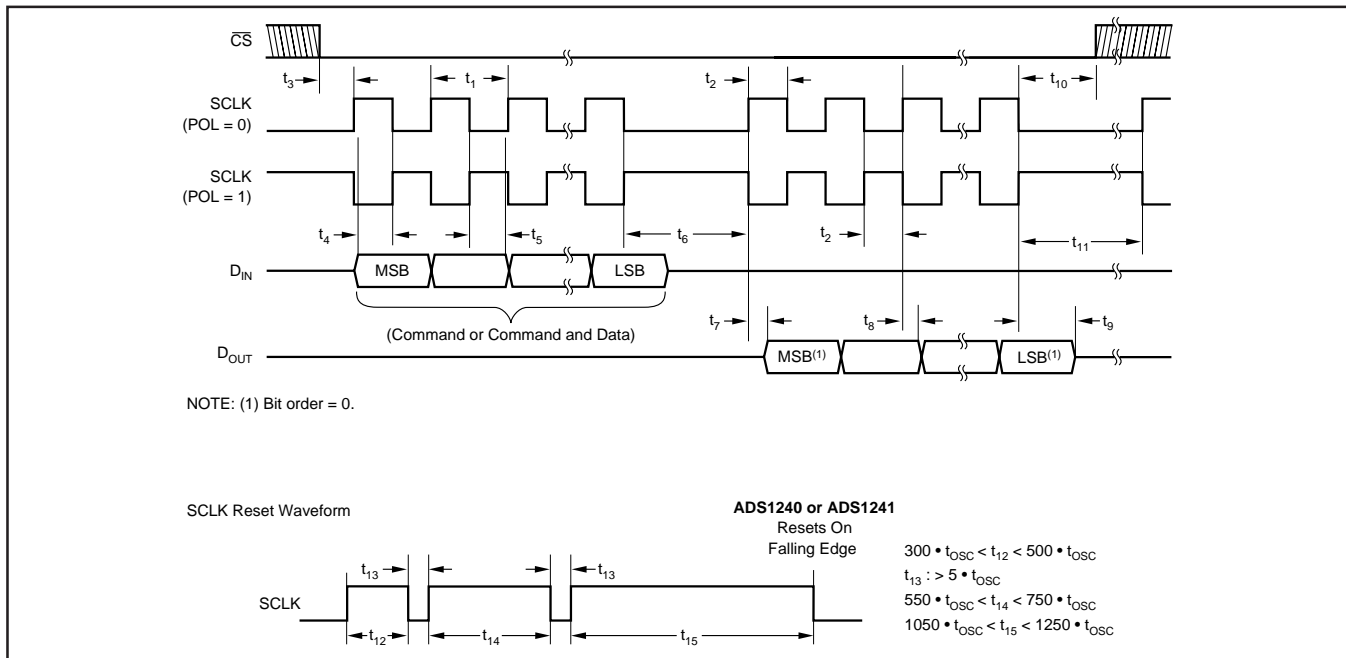 CS
t3
t1
t2
t10
SCLK
(POL = 0)
SCLK
(POL = 1)
t4
t5
t6
t2
t11
DIN
MSB
LSB
(Command or Command and Data)
t7
t8
t9
DOUT
MSB(1)
LSB(1)
NOTE: (1) Bit order = 0.
SCLK Reset Waveform
ADS1240 or ADS1241
Resets On
Falling Edge
300 • tOSC < t12 < 500 • tOSC
t13 : > 5 • tOSC
550 • tOSC < t14 < 750 • tOSC
1050 • tOSC < t15 < 1250 • tOSC
t13
t13
SCLK
t12
t14
t15